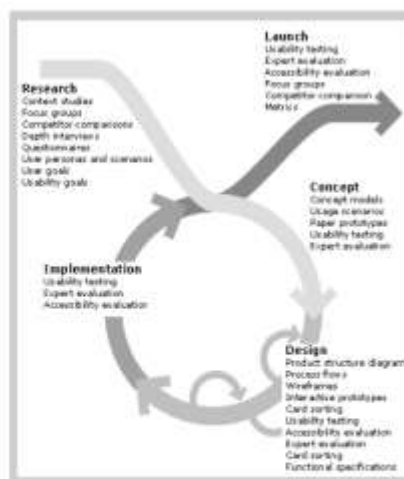 Launch
Usability testing
Expert evaluation
Accessibility evaluation
Focus groups
Competitor comparison
Metrics
Research
Context studies
Focus groups
Competitor comparisons
Depth interviews
Questionnaires
User personas and scenarios
User goals
Usability goals
Concept
Concept models
Usage scenarios
Paper prototypes
Usability testing
Expert evaluation
Implementation
Usability testing
Expert evaluation
Accessibility evaluation
Design
Product structure diagram
Process flows
Wireframes
Interactive prototypes
Card sorting
Usability testing
Accessibility evaluation
Expert evaluation
Card sorting
Functional specifications